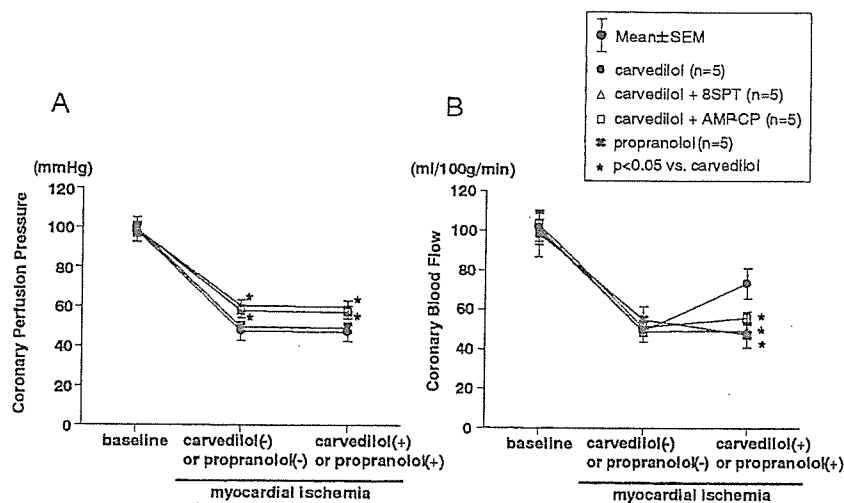 Mean±SEM
carvedilol (n=5)
carvedilol + 8SPT (n=5)
carvedilol + AMP-CP (n=5)
propranolol (n=5)
* p<0.05 vs. carvedilol
A
(mmHg)
Coronary Perfusion Pressure
120
100
80
60
40
20
0
*
*
*
*
baseline
carvedilol(-)
or propranolol(-)
carvedilol(+)
or propranolol(+)
myocardial ischemia
B
(ml/100g/min)
Coronary Blood Flow
120
100
80
60
40
20
0
*
*
*
baseline
carvedilol(-)
or propranolol(-)
carvedilol(+)
or propranolol(+)
myocardial ischemia